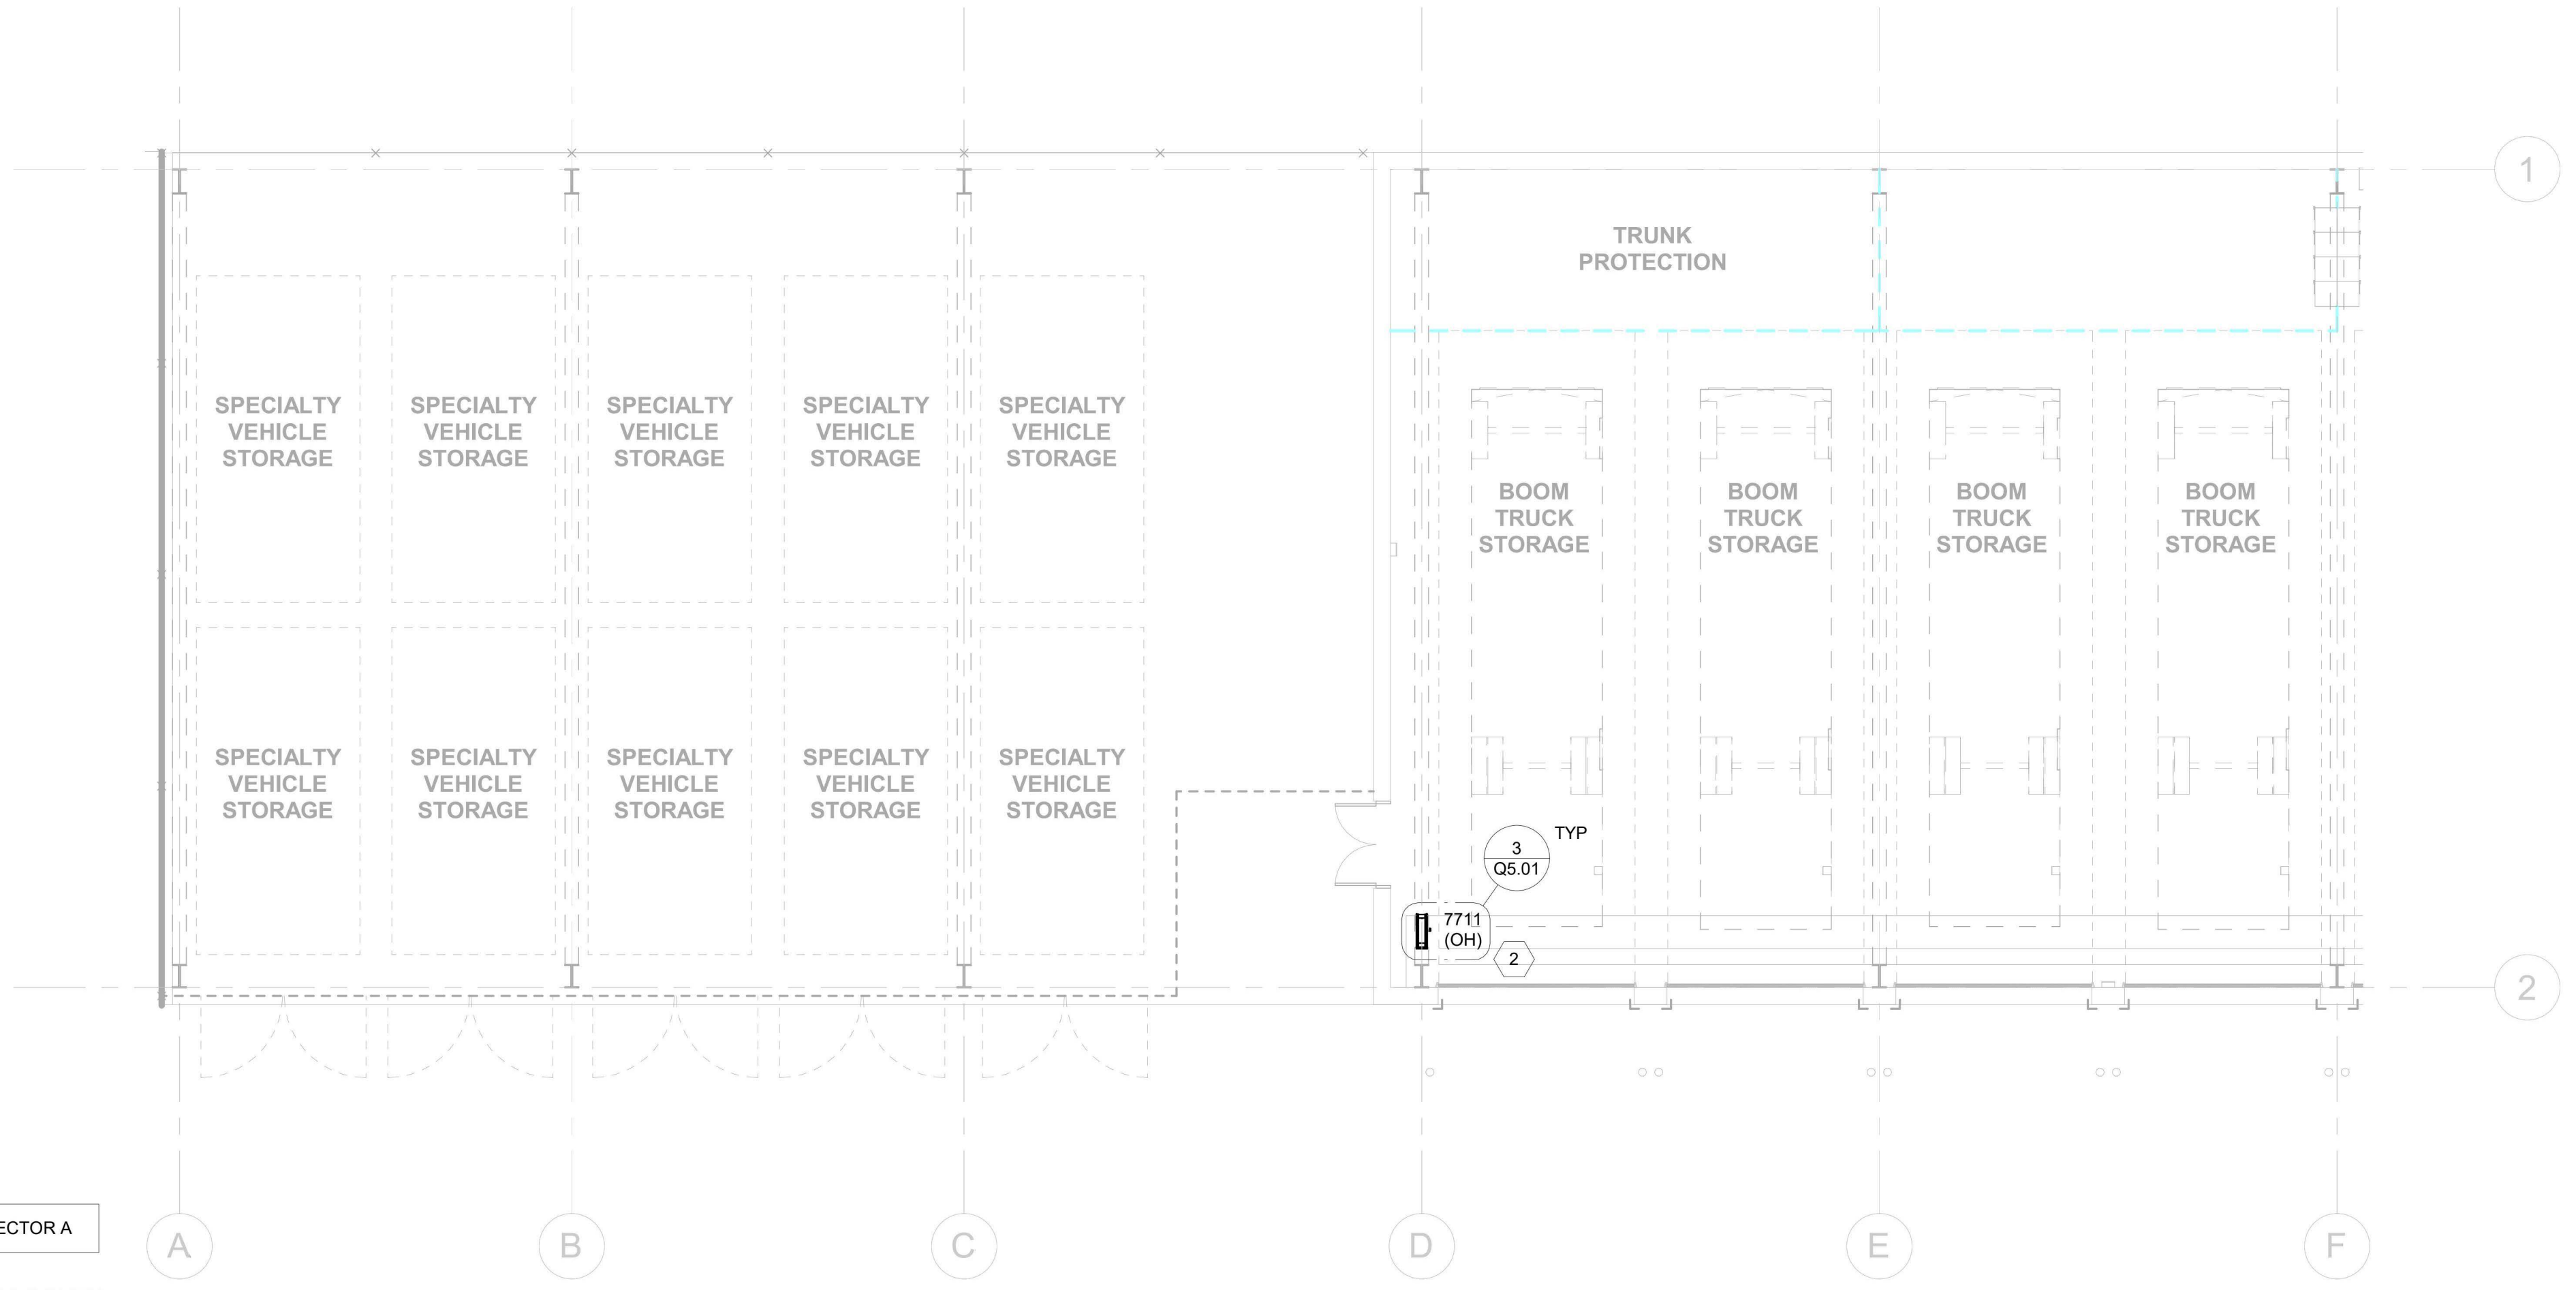 1
TRUNK
PROTECTION
SPECIALTY
VEHICLE
STORAGE
SPECIALTY
VEHICLE
STORAGE
SPECIALTY
VEHICLE
STORAGE
SPECIALTY
VEHICLE
STORAGE
SPECIALTY
VEHICLE
STORAGE
BOOM
TRUCK
STORAGE
BOOM
TRUCK
STORAGE
BOOM
TRUCK
STORAGE
BOOM
TRUCK
STORAGE
SPECIALTY
VEHICLE
STORAGE
SPECIALTY
VEHICLE
STORAGE
SPECIALTY
VEHICLE
STORAGE
SPECIALTY
VEHICLE
STORAGE
SPECIALTY
VEHICLE
STORAGE
TYP
3
Q5.01
7711
(OH)
2
2
ECTOR A
A
B
C
D
E
F